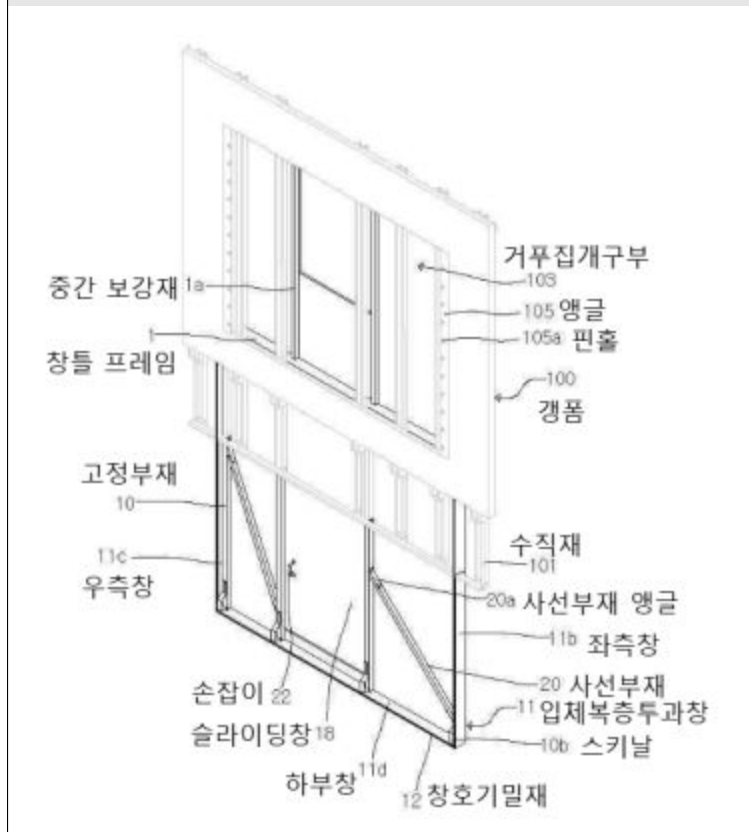 거푸집개구부
103
중간 보강재 1a
105 앵글
1
105a 핀홀
창틀 프레임
100
갱폼
고정부재
10
수직재
101
11c
우측창
20a 사선부재 앵글
11b 좌측창
손잡이 22
20 사선부재
11 입체복층투과창
슬라이딩창 18
10b 스키날
하부창 11d
12 창호기밀재